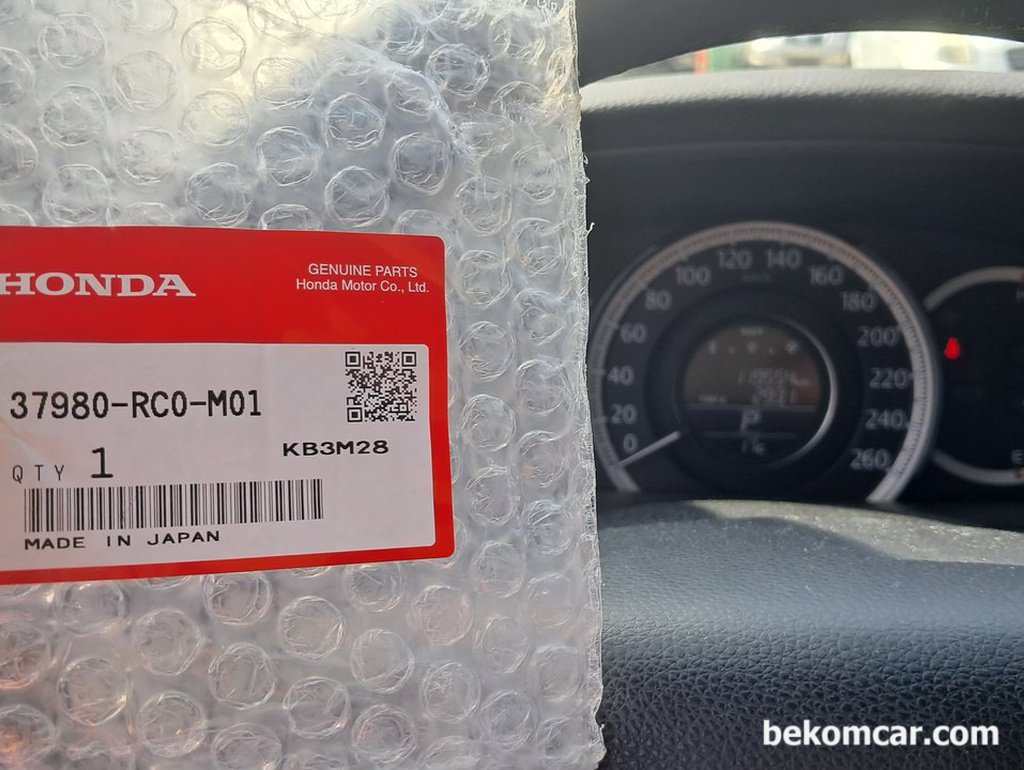 HONDA
GENUINE PARTS
Honda Motor Co., Ltd.
37980-RC0-M01
KB3M28
QTY 1
MADE IN JAPAN
0
20
40
60
80
100
120
140
160
180
200
220
240
260
P
E
bekomcar.com